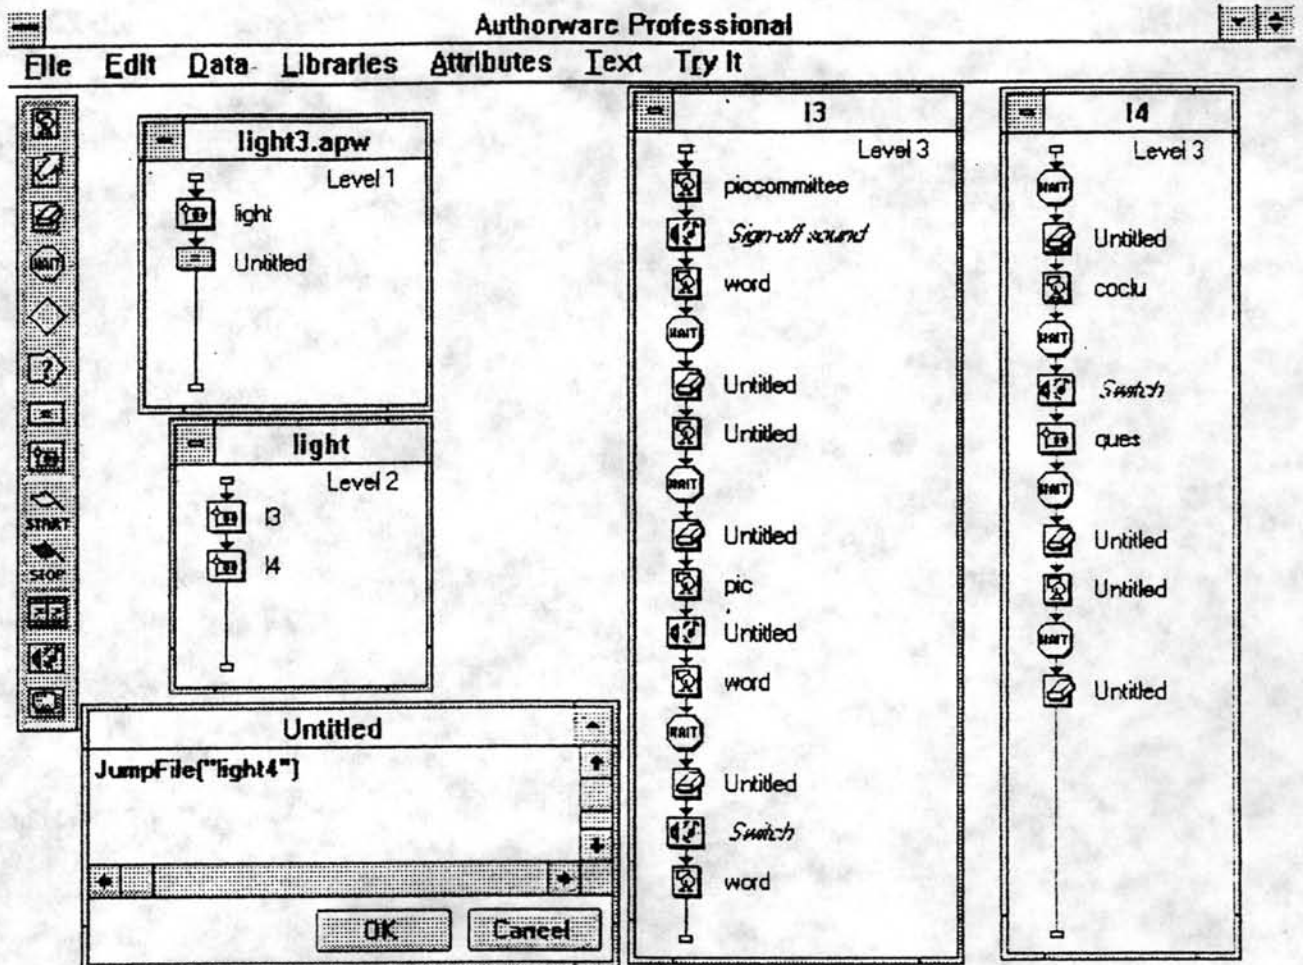 Authorware Professional
File Edit Data Libraries Attributes Text Try It
WAIT
START
STOP
light3.apw
Level 1
light
Untitled
light
Level 2
l3
l4
Untitled
JumpFile("light4")
OK Cancel
l3
Level 3
piccommittee
Sign-off sound
word
WAIT
Untitled
Untitled
WAIT
Untitled
pic
Untitled
word
WAIT
Untitled
Switch
word
l4
Level 3
WAIT
Untitled
coclu
WAIT
Switch
ques
WAIT
Untitled
Untitled
WAIT
Untitled